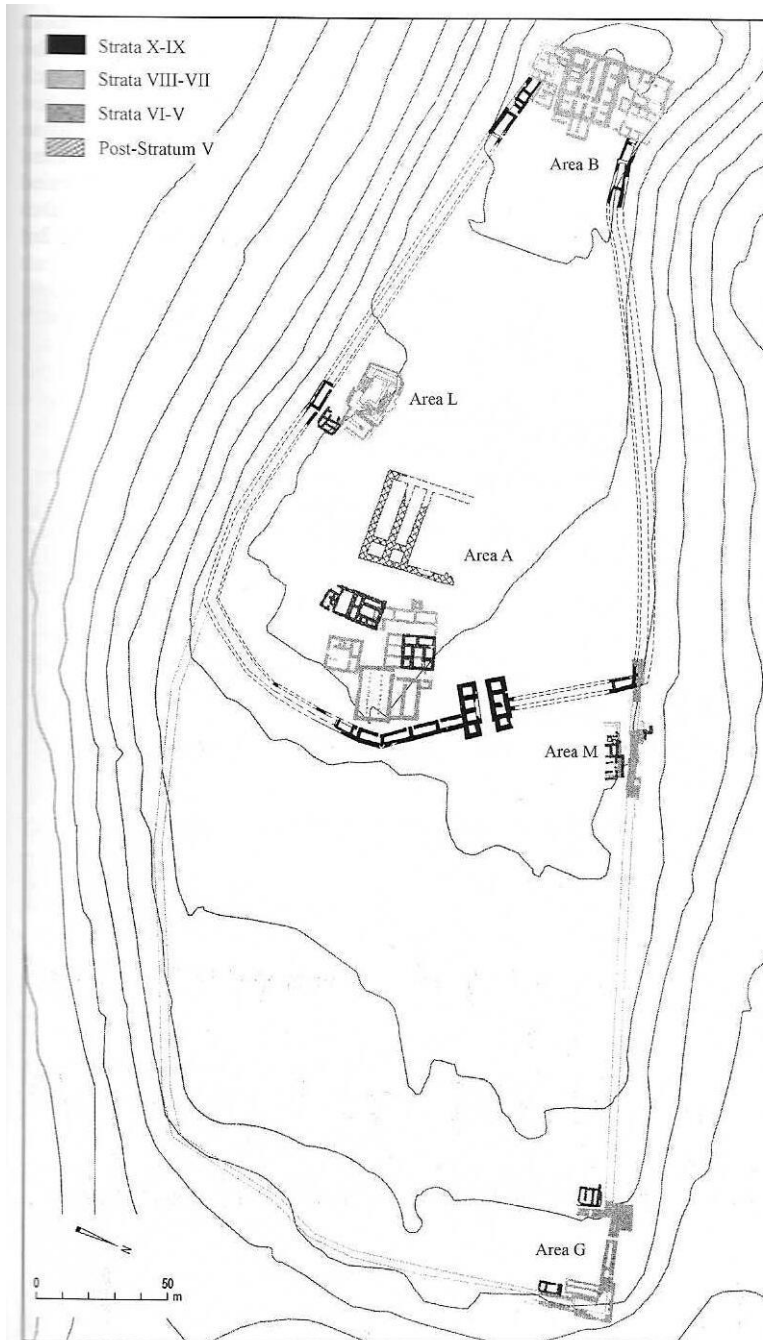 Strata X-IX
Strata VIII-VII
Strata VI-V
Post-Stratum V
Area B
Area L
Area A
Area M
Area G
N
0 50
m